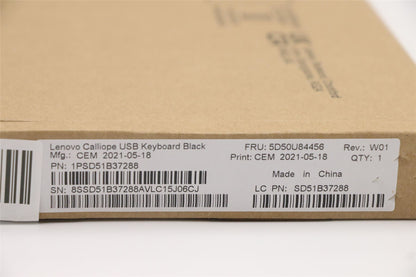 Lenovo Calliope USB Keyboard Black FRU: 5D50U84456 Rev.: W01
Mfg.: CEM 2021-05-18 Print: CEM 2021-05-18 QTY: 1
PN: 1PSD51B37288
Made in China
SN: 8SSD51B37288AVLC15J06CJ LC PN: SD51B37288